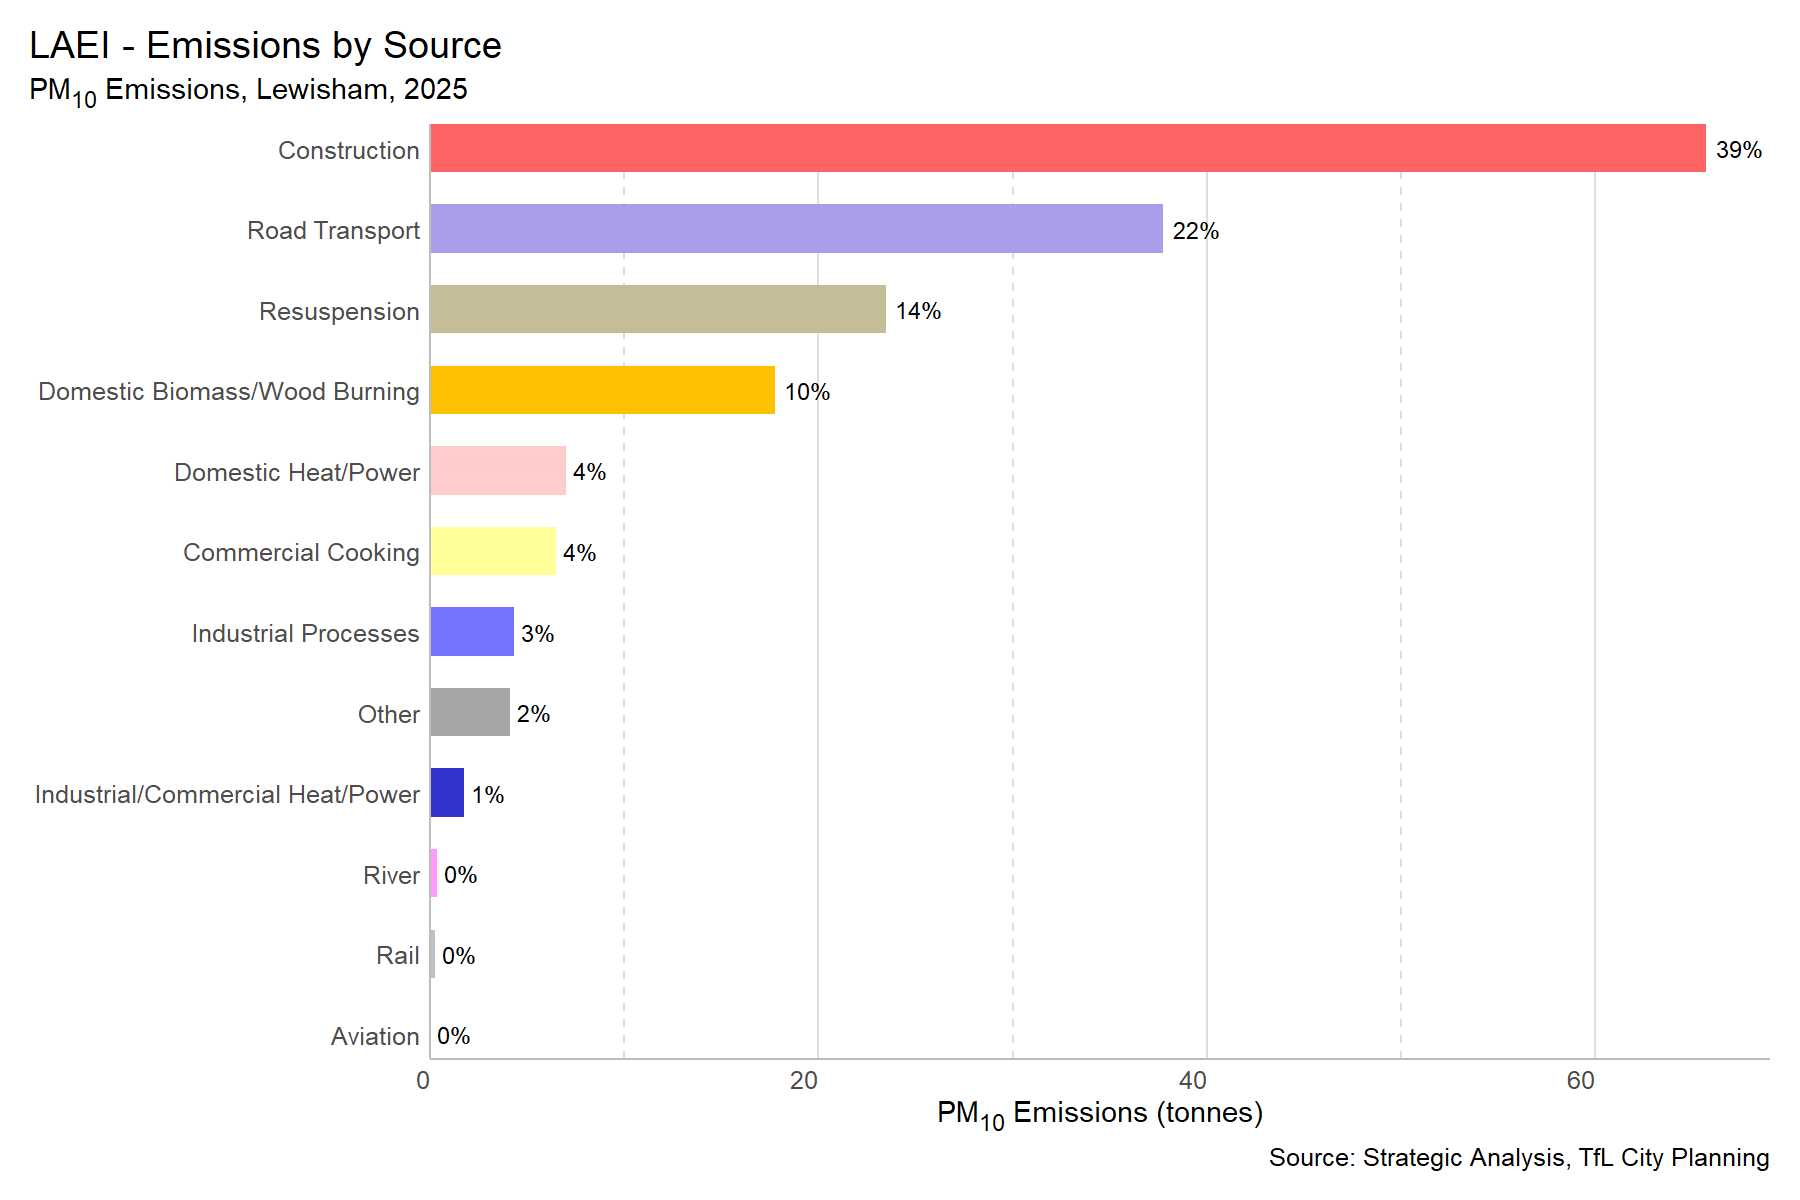 LAEI - Emissions by Source
PM10 Emissions, Lewisham, 2025
Construction 39%
Road Transport 22%
Resuspension 14%
Domestic Biomass/Wood Burning 10%
Domestic Heat/Power 4%
Commercial Cooking 4%
Industrial Processes 3%
Other 2%
Industrial/Commercial Heat/Power 1%
River 0%
Rail 0%
Aviation 0%
0 20 40 60
PM10 Emissions (tonnes)
Source: Strategic Analysis, TfL City Planning